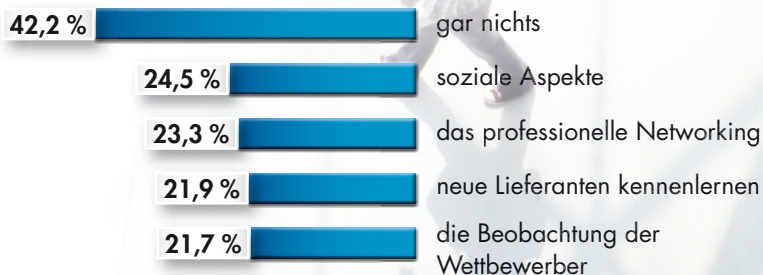 42,2 % gar nichts
24,5 % soziale Aspekte
23,3 % das professionelle Networking
21,9 % neue Lieferanten kennenlernen
21,7 % die Beobachtung der
Wettbewerber